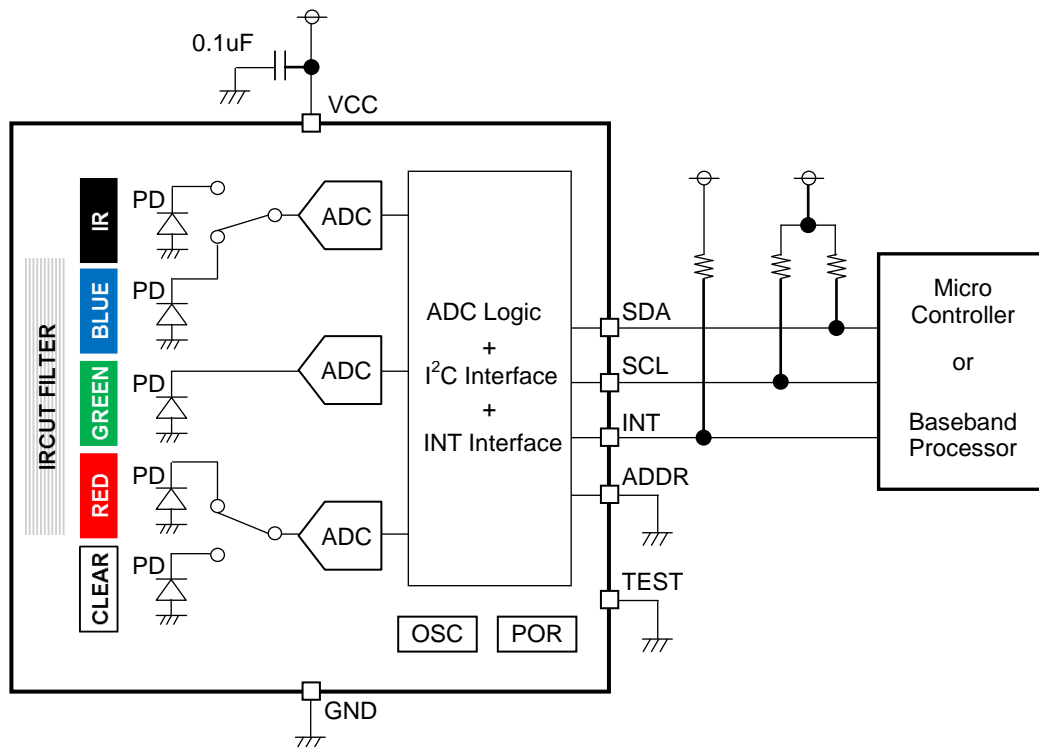 0.1uF
VCC
IRCUT FILTER
IR
BLUE
GREEN
RED
CLEAR
PD
PD
PD
PD
PD
ADC
ADC
ADC
ADC Logic
+
I²C Interface
+
INT Interface
OSC
POR
SDA
SCL
INT
ADDR
TEST
GND
Micro
Controller
or
Baseband
Processor